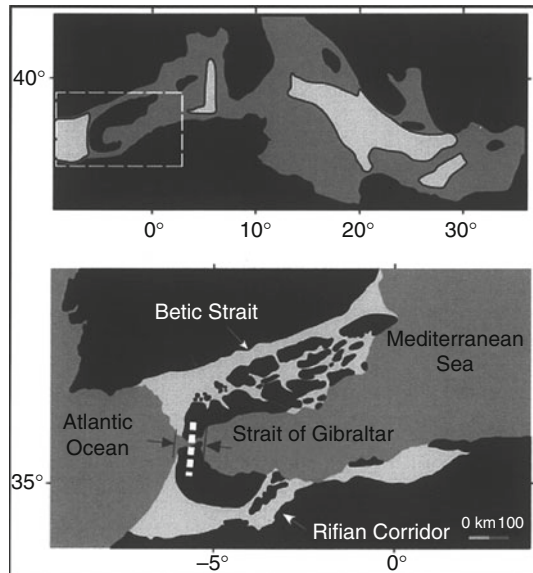 40°
0°
10°
20°
30°
Betic Strait
Mediterranean
Sea
Atlantic
Ocean
Strait of Gibraltar
35°
Rifian Corridor
0 km100
–5°
0°